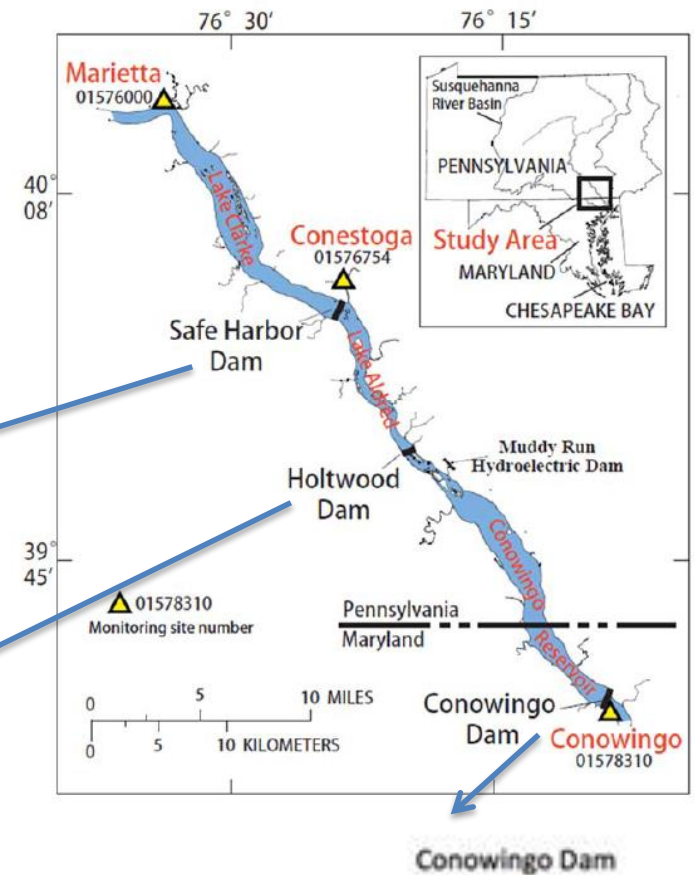 76° 30′
76° 15′
Marietta
01576000
Susquehanna
River Basin
PENNSYLVANIA
40°
08′
Lake Clarke
Conestoga
01576754
Study Area
MARYLAND
CHESAPEAKE BAY
Safe Harbor
Dam
Lake Aldred
Muddy Run
Hydroelectric Dam
Holtwood
Dam
39°
45′
Conowingo
Reservoir
01578310
Monitoring site number
Pennsylvania
Maryland
0 5 10 MILES
0 5 10 KILOMETERS
Conowingo
Dam
Conowingo
01578310
Conowingo Dam